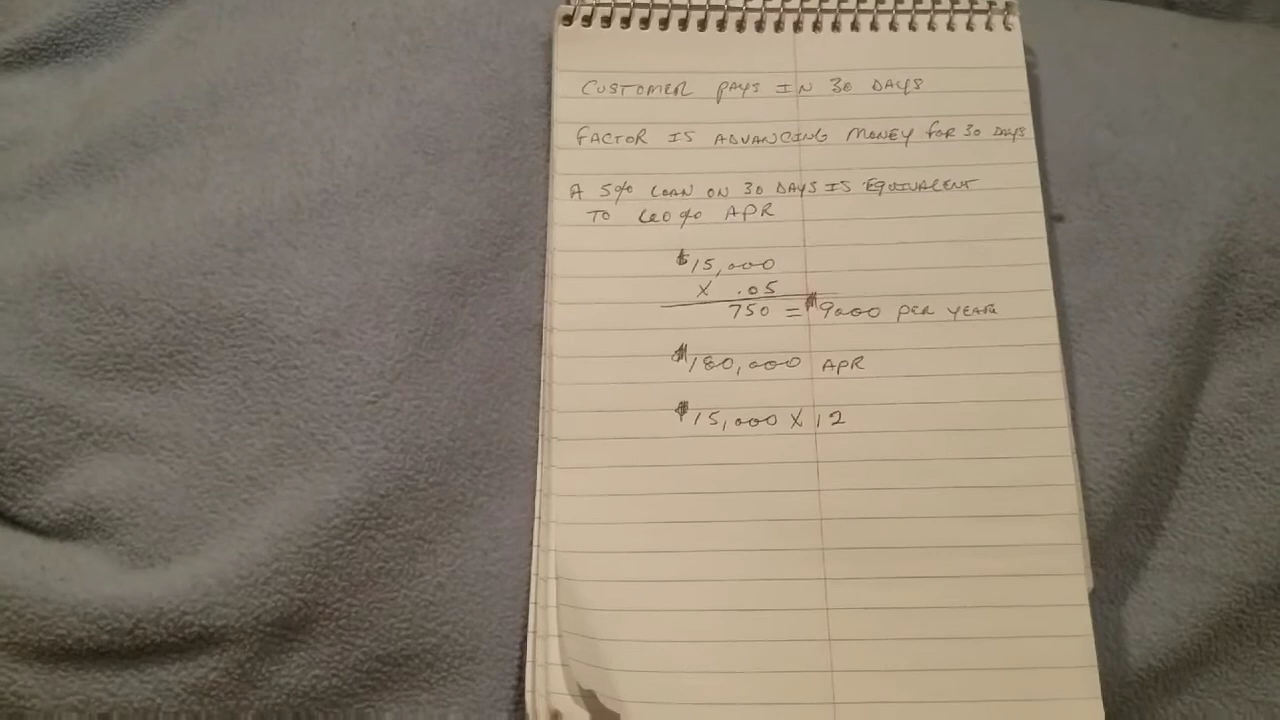 CUSTOMER PAYS IN 30 DAYS
FACTOR IS ADVANCING MONEY FOR 30 DAYS
A 5% LOAN ON 30 DAYS IS EQUIVALENT
TO 60% APR
$15,000
X .05
750 = $9000 PER YEAR
$180,000 APR
$15,000 X 12